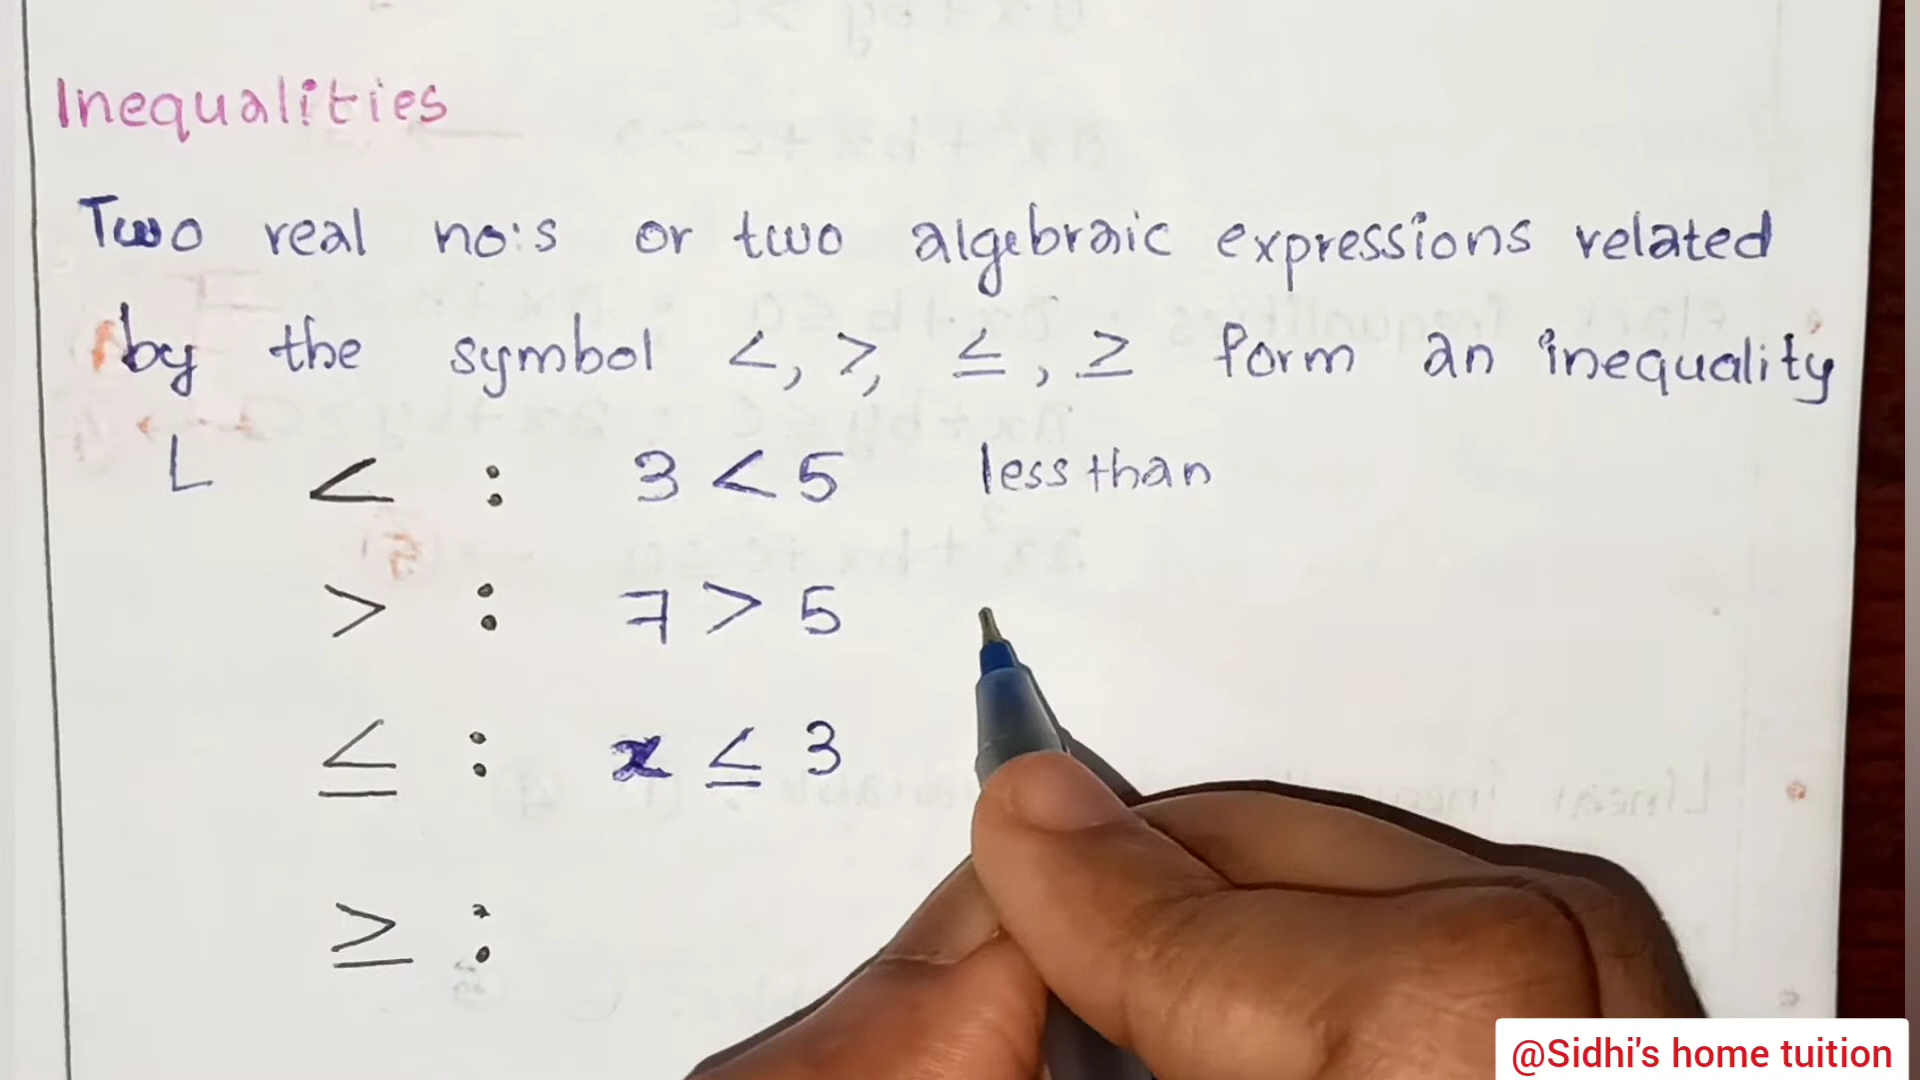 Inequalities
Two real no:s or two algebraic expressions related
by the symbol <, >, ≤, ≥ form an inequality
L < : 3 < 5 less than
> : 7 > 5
≤ : x ≤ 3
≥ :
@Sidhi's home tuition